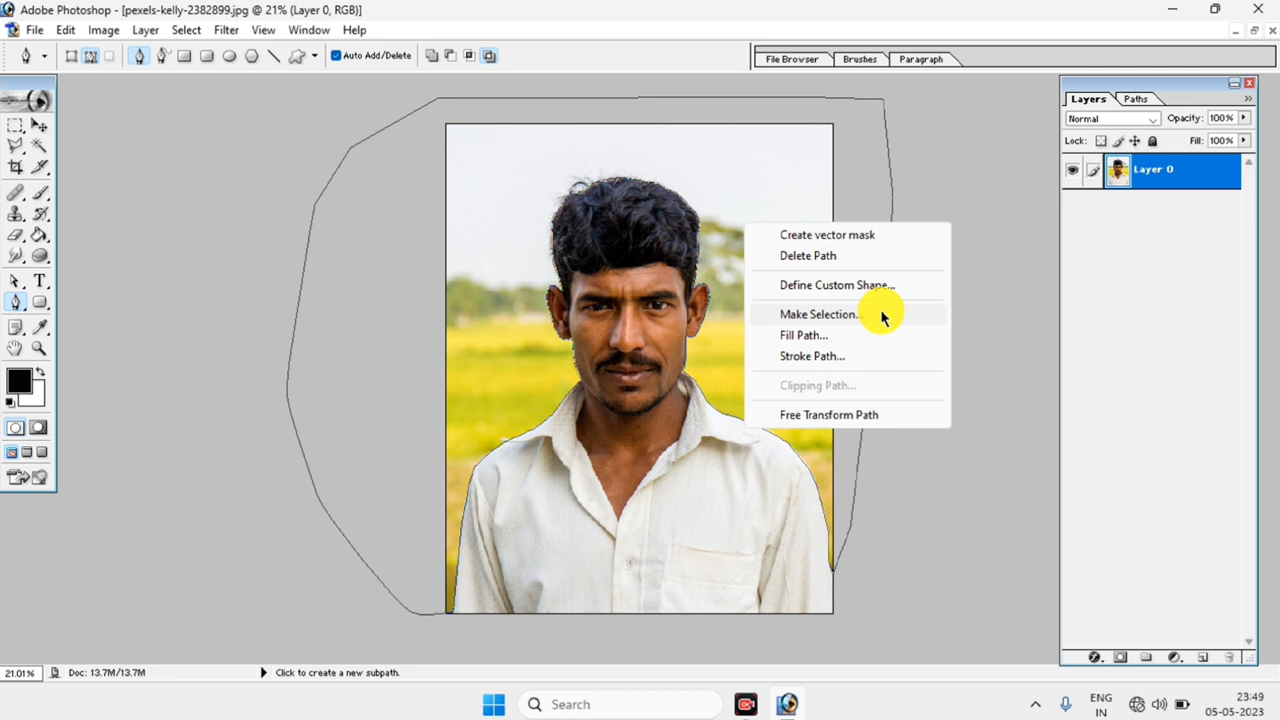 Adobe Photoshop - [pexels-kelly-2382899.jpg @ 21% (Layer 0, RGB)]
File Edit Image Layer Select Filter View Window Help
Auto Add/Delete
File Browser Brushes Paragraph
Layers Paths
Normal Opacity: 100%
Lock: Fill: 100%
Layer 0
Create vector mask
Delete Path
Define Custom Shape...
Make Selection...
Fill Path...
Stroke Path...
Clipping Path...
Free Transform Path
21.01% Doc: 13.7M/13.7M Click to create a new subpath.
Search
ENG
IN
23:49
05-05-2023